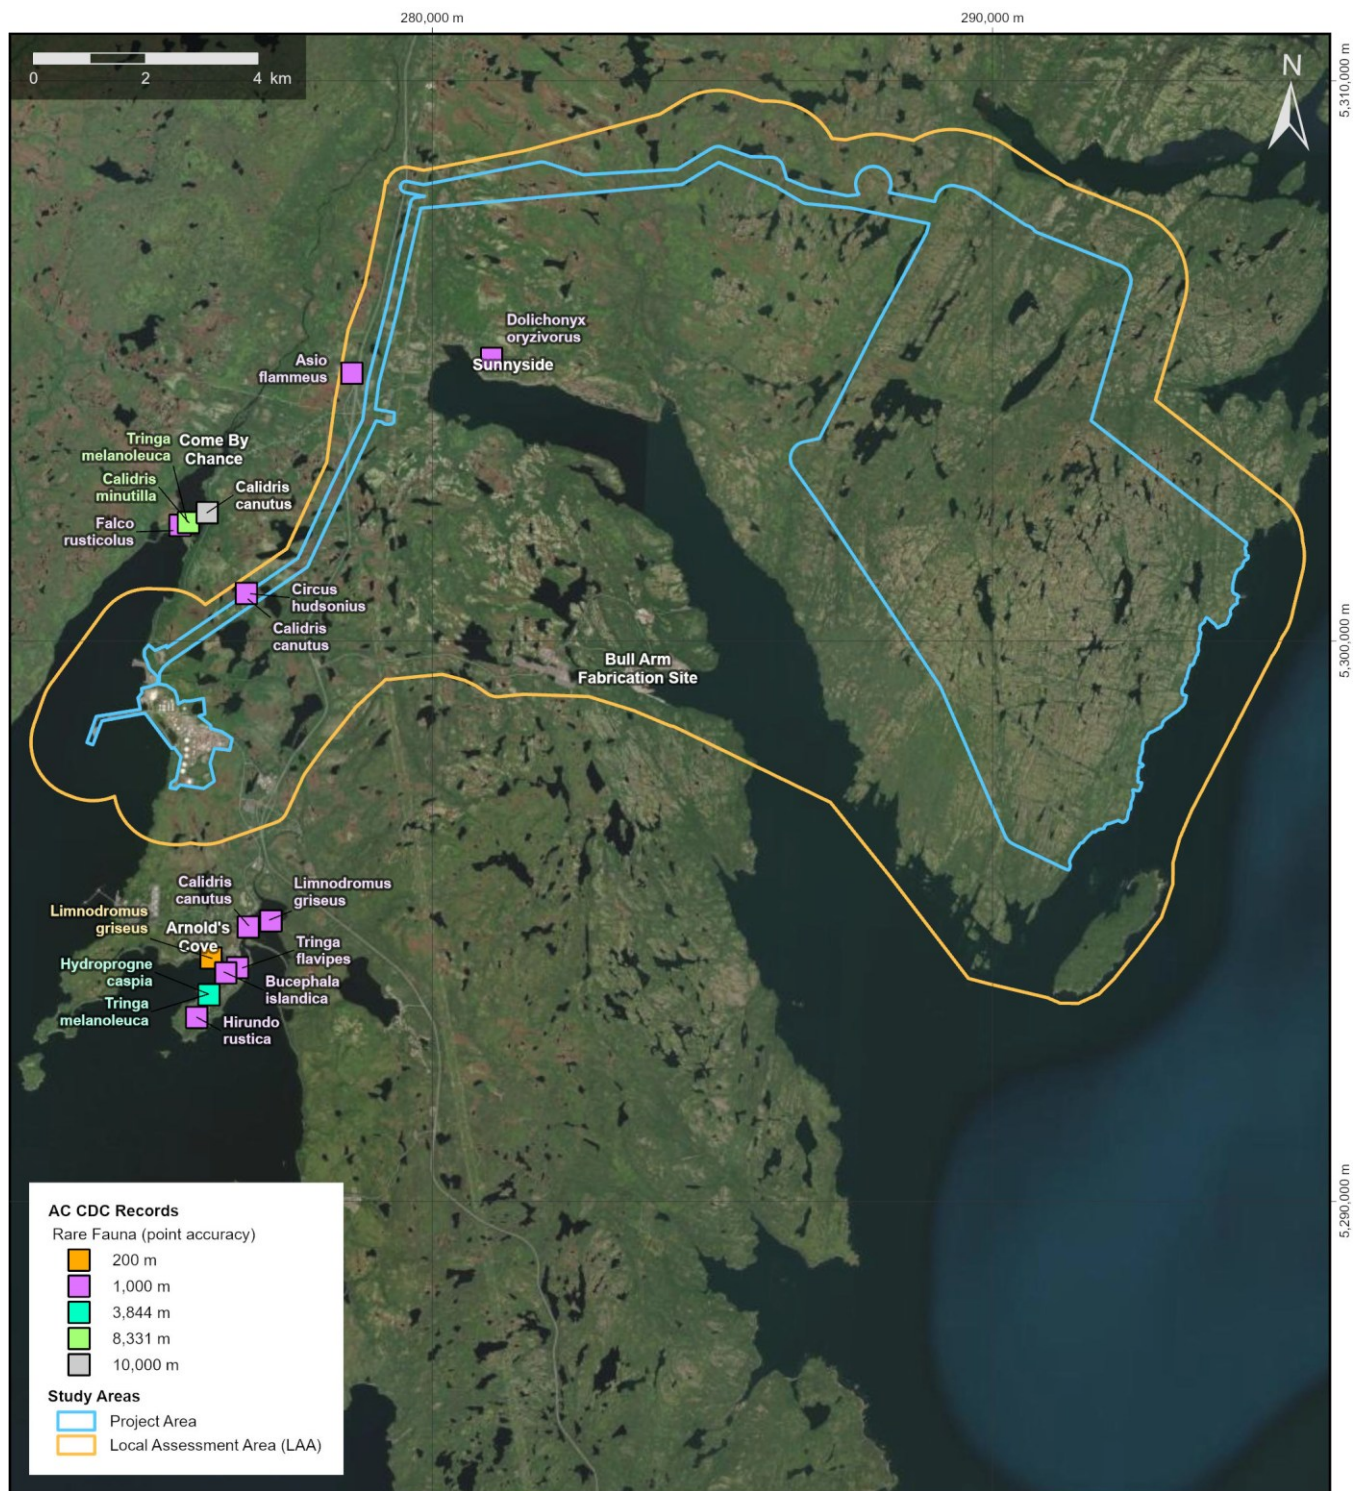 280,000 m
290,000 m
0
2
4 km
N
5,310,000 m
Dolichonyx
oryzivorus
Sunnyside
Asio
flammeus
Tringa
melanoleuca
Come By
Chance
Calidris
minutilla
Calidris
canutus
Falco
rusticolus
Circus
hudsonius
Calidris
canutus
5,300,000 m
Bull Arm
Fabrication Site
Calidris
canutus
Limnodromus
griseus
Limnodromus
griseus
Arnold's
Cove
Tringa
flavipes
Hydroprogne
caspia
Bucephala
islandica
Tringa
melanoleuca
Hirundo
rustica
5,290,000 m
AC CDC Records
Rare Fauna (point accuracy)
200 m
1,000 m
3,844 m
8,331 m
10,000 m
Study Areas
Project Area
Local Assessment Area (LAA)